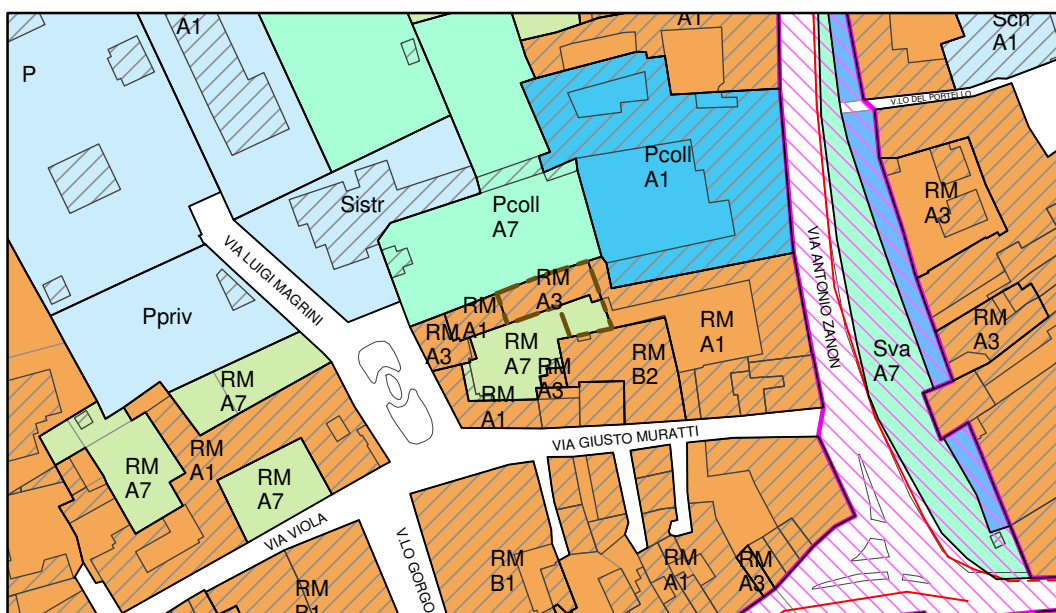 A1
A1
Sch
A1
P
V.LO DEL PORTELLO
Pcoll
A1
Sistr
Pcoll
A7
RM
A3
VIA LUIGI MAGRINI
VIA ANTONIO ZANON
Ppriv
RM
A3
RM
A1
RM
A3
RM
A7
RM
A3
RM
B2
RM
A1
RM
A3
Sva
A7
RM
A7
RM
A1
RM
A1
VIA GIUSTO MURATTI
RM
A7
RM
A7
VIA VIOLA
V.LO GORGO
RM
B1
RM
B1
RM
A1
RM
A3